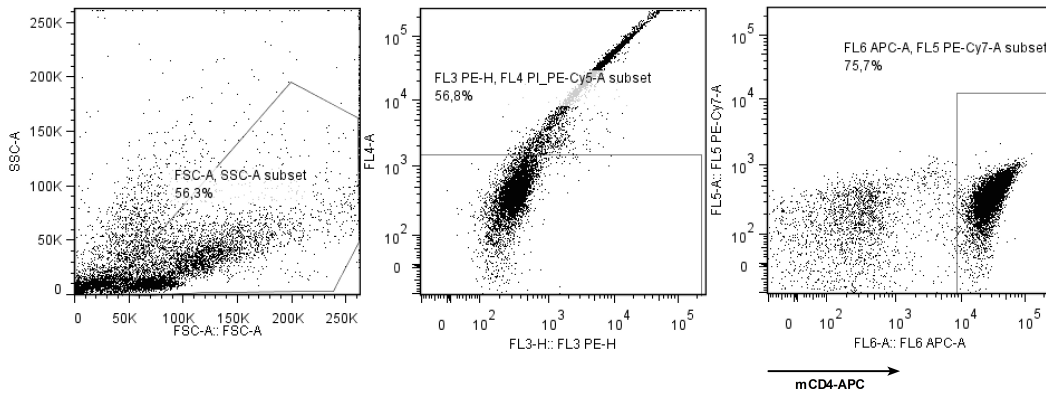 250K
200K
150K
100K
50K
0
SSC-A
FSC-A, SSC-A subset
56,3%
0 50K 100K 150K 200K 250K
FSC-A:: FSC-A
10^5
10^4
10^3
10^2
0
FL4-A
FL3 PE-H, FL4 PI_PE-Cy5-A subset
56,8%
0 10^2 10^3 10^4 10^5
FL3-H:: FL3 PE-H
10^5
10^4
10^3
10^2
0
FL5-A:: FL5 PE-Cy7-A
FL6 APC-A, FL5 PE-Cy7-A subset
75,7%
0 10^2 10^3 10^4 10^5
FL6-A:: FL6 APC-A
mCD4-APC